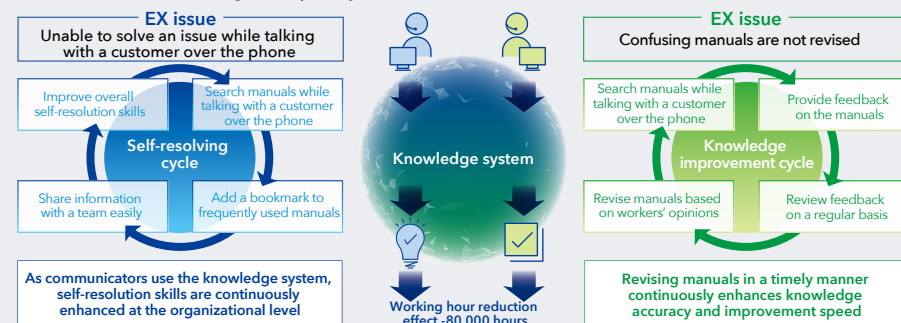 EX issue
Unable to solve an issue while talking
with a customer over the phone
Improve overall
self-resolution skills
Search manuals while
talking with a customer
over the phone
Self-resolving
cycle
Share information
with a team easily
Add a bookmark to
frequently used manuals
As communicators use the knowledge system,
self-resolution skills are continuously
enhanced at the organizational level
Knowledge system
Working hour reduction
effect -80,000 hours
EX issue
Confusing manuals are not revised
Search manuals while
talking with a customer
over the phone
Provide feedback
on the manuals
Knowledge
improvement cycle
Revise manuals based
on workers' opinions
Review feedback
on a regular basis
Revising manuals in a timely manner
continuously enhances knowledge
accuracy and improvement speed